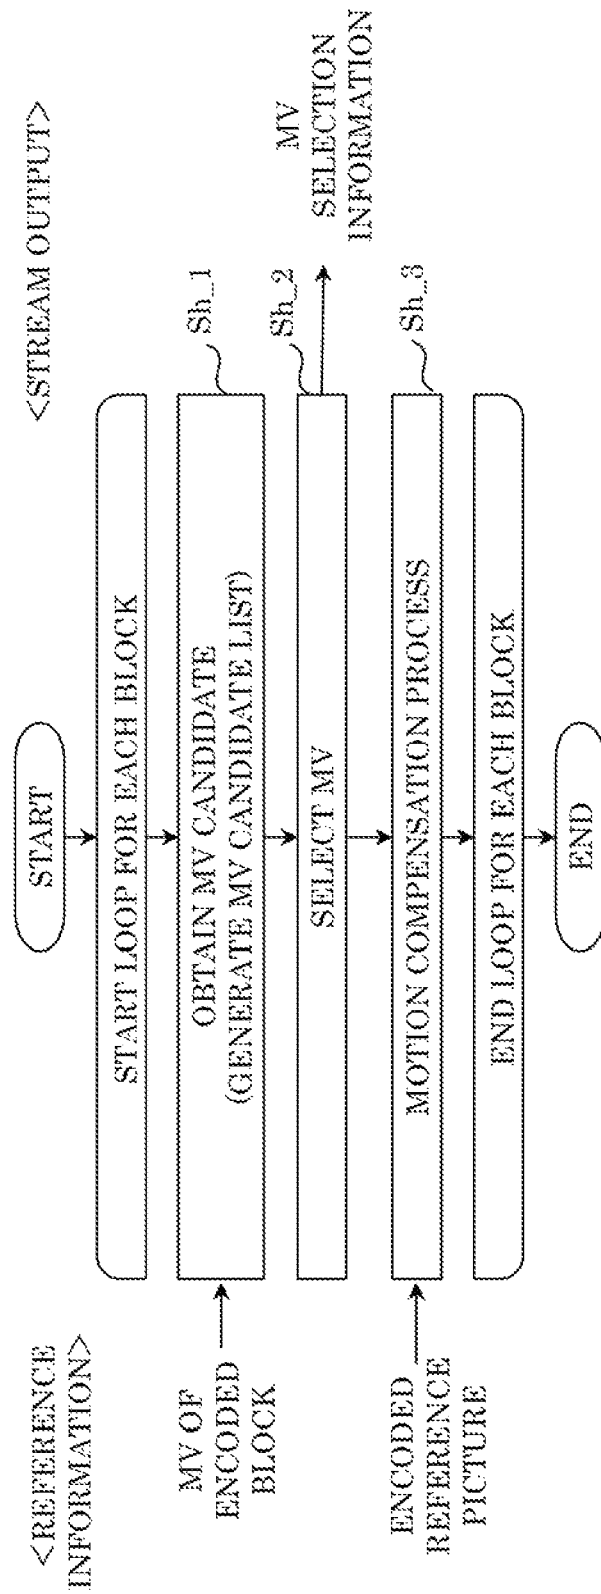 <REFERENCE
INFORMATION>
<STREAM OUTPUT>
START
START LOOP FOR EACH BLOCK
MV OF
ENCODED
BLOCK
OBTAIN MV CANDIDATE
(GENERATE MV CANDIDATE LIST)
Sh_1
SELECT MV
Sh_2
MV
SELECTION
INFORMATION
ENCODED
REFERENCE
PICTURE
MOTION COMPENSATION PROCESS
Sh_3
END LOOP FOR EACH BLOCK
END